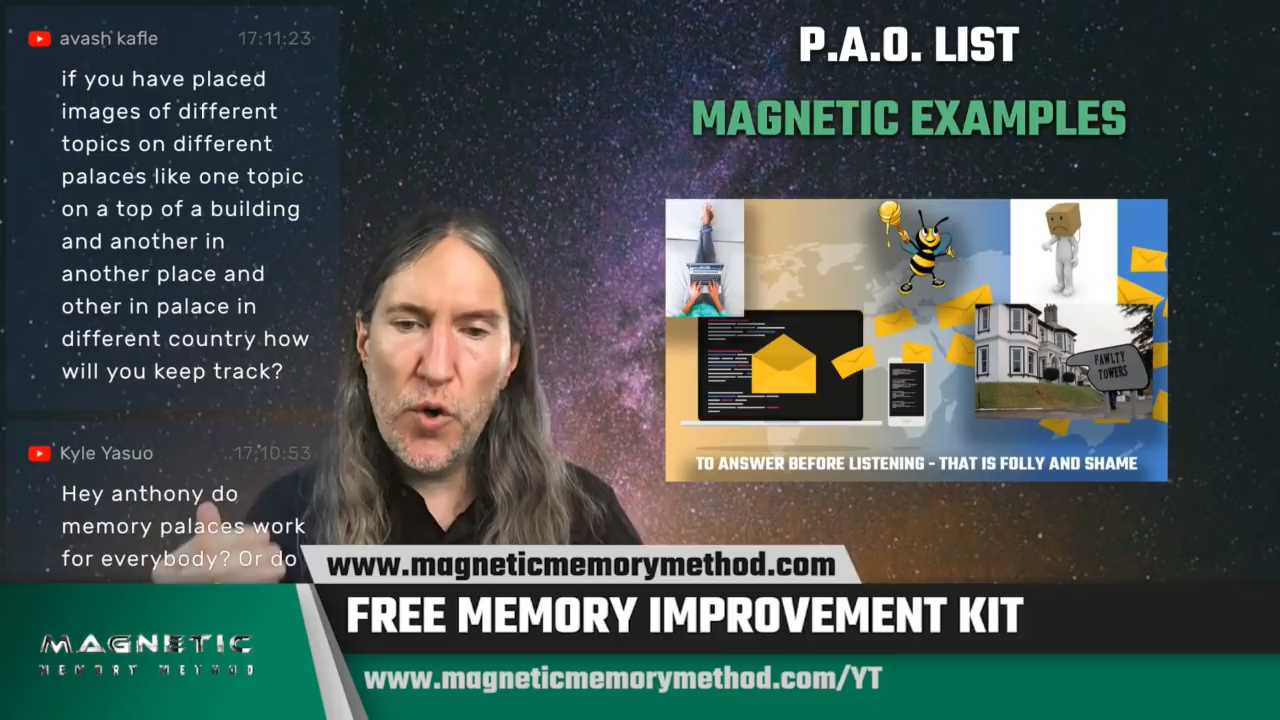 avash kafle 17:11:23
if you have placed
images of different
topics on different
palaces like one topic
on a top of a building
and another in
another place and
other in palace in
different country how
will you keep track?
Kyle Yasuo 17:10:53
Hey anthony do
memory palaces work
for everybody? Or do
P.A.O. LIST
MAGNETIC EXAMPLES
FAWLTY
TOWERS
TO ANSWER BEFORE LISTENING - THAT IS FOLLY AND SHAME
www.magneticmemorymethod.com
FREE MEMORY IMPROVEMENT KIT
www.magneticmemorymethod.com/YT
MAGNETIC
MEMORY METHOD